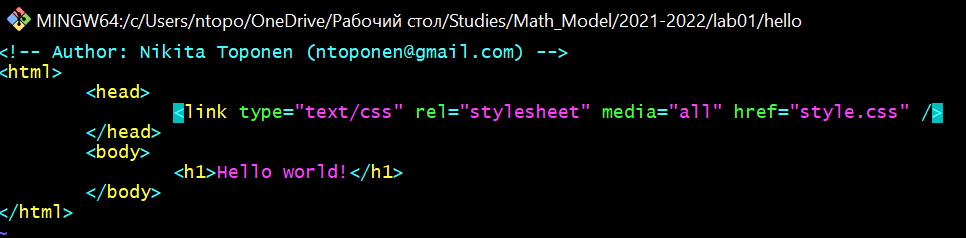 MINGW64:/c/Users/ntopo/OneDrive/Рабочий стол/Studies/Math_Model/2021-2022/lab01/hello
<!-- Author: Nikita Toponen (ntoponen@gmail.com) -->
<html>
        <head>
                <link type="text/css" rel="stylesheet" media="all" href="style.css" />
        </head>
        <body>
                <h1>Hello world!</h1>
        </body>
</html>
~